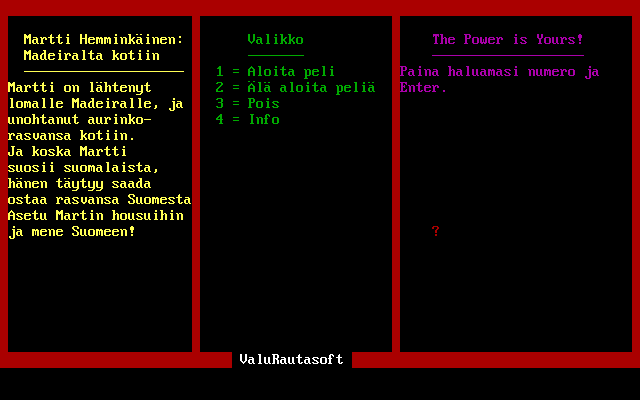 Martti Hemminkäinen:
Madeiralta kotiin
Martti on lähtenyt
lomalle Madeiralle, ja
unohtanut aurinko-
rasvansa kotiin.
Ja koska Martti
suosii suomalaista,
hänen täytyy saada
ostaa rasvansa Suomesta
Asetu Martin housuihin
ja mene Suomeen!
Valikko
1 = Aloita peli
2 = Älä aloita peliä
3 = Pois
4 = Info
The Power is Yours!
Paina haluamasi numero ja
Enter.
?
ValuRautasoft